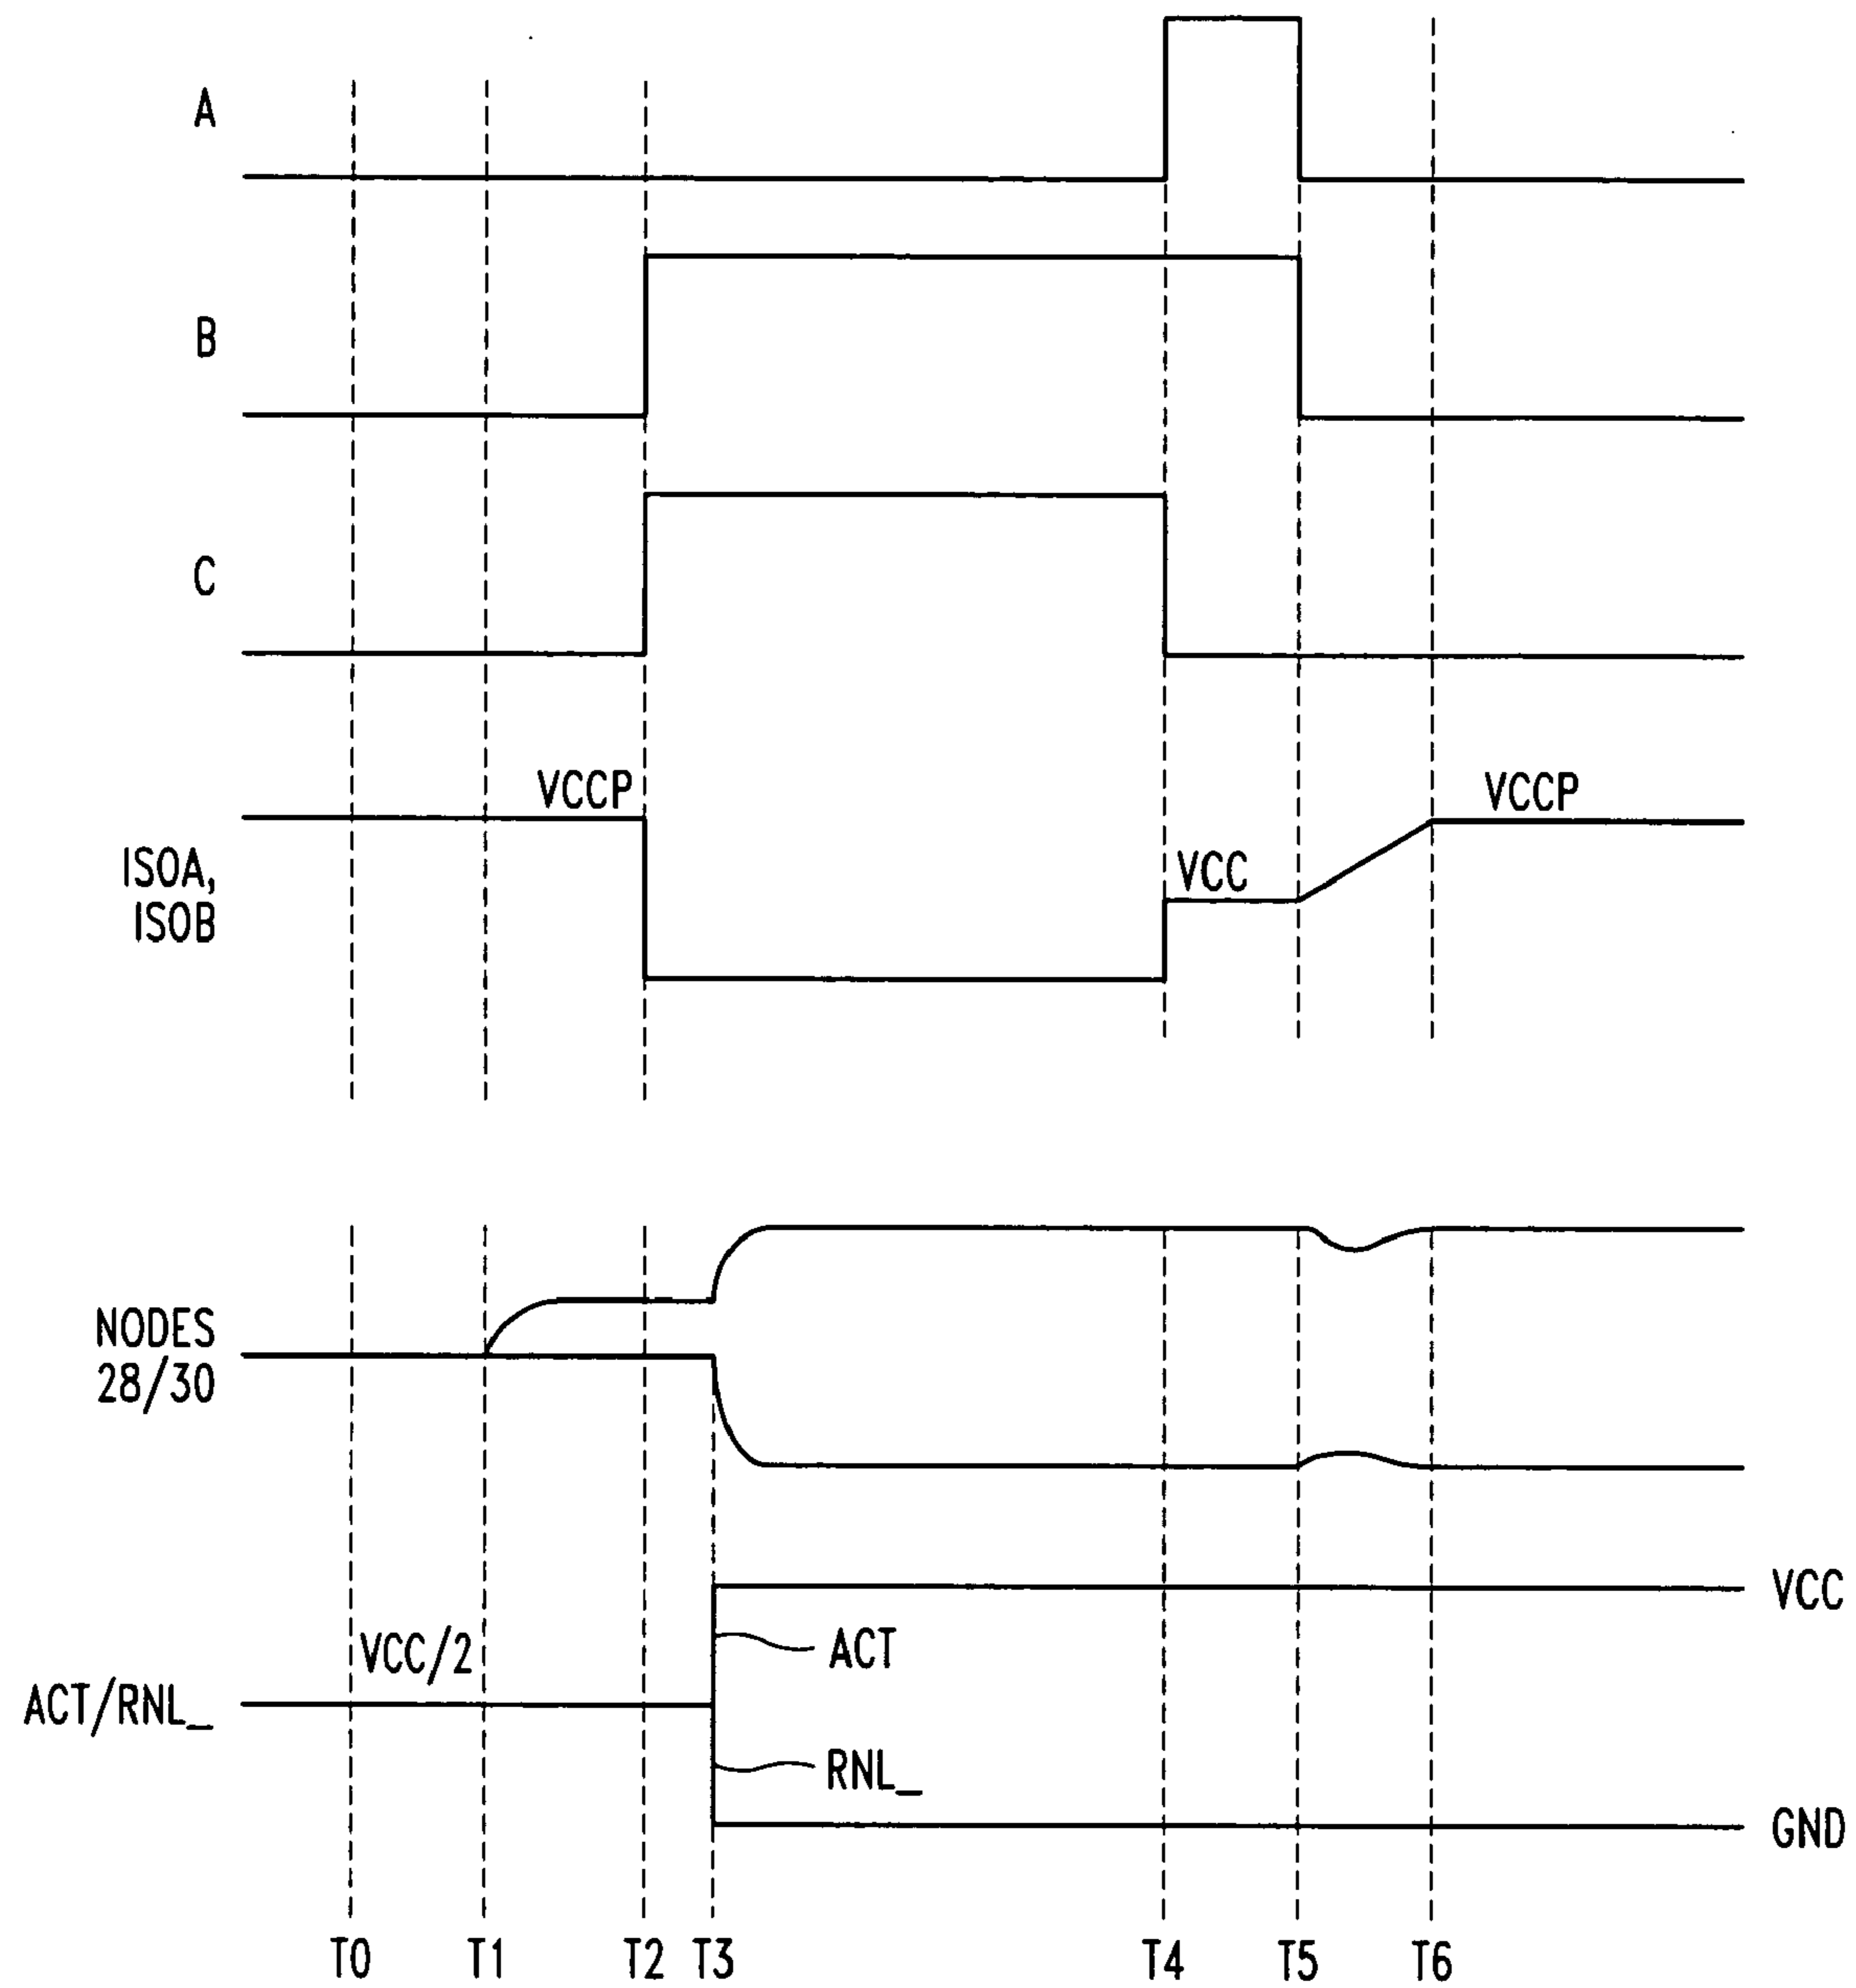 A
B
C
VCCP
VCCP
VCC
ISOA,
ISOB
NODES
28/30
VCC
VCC/2
ACT
ACT/RNL_
RNL_
GND
T0 T1 T2 T3 T4 T5 T6